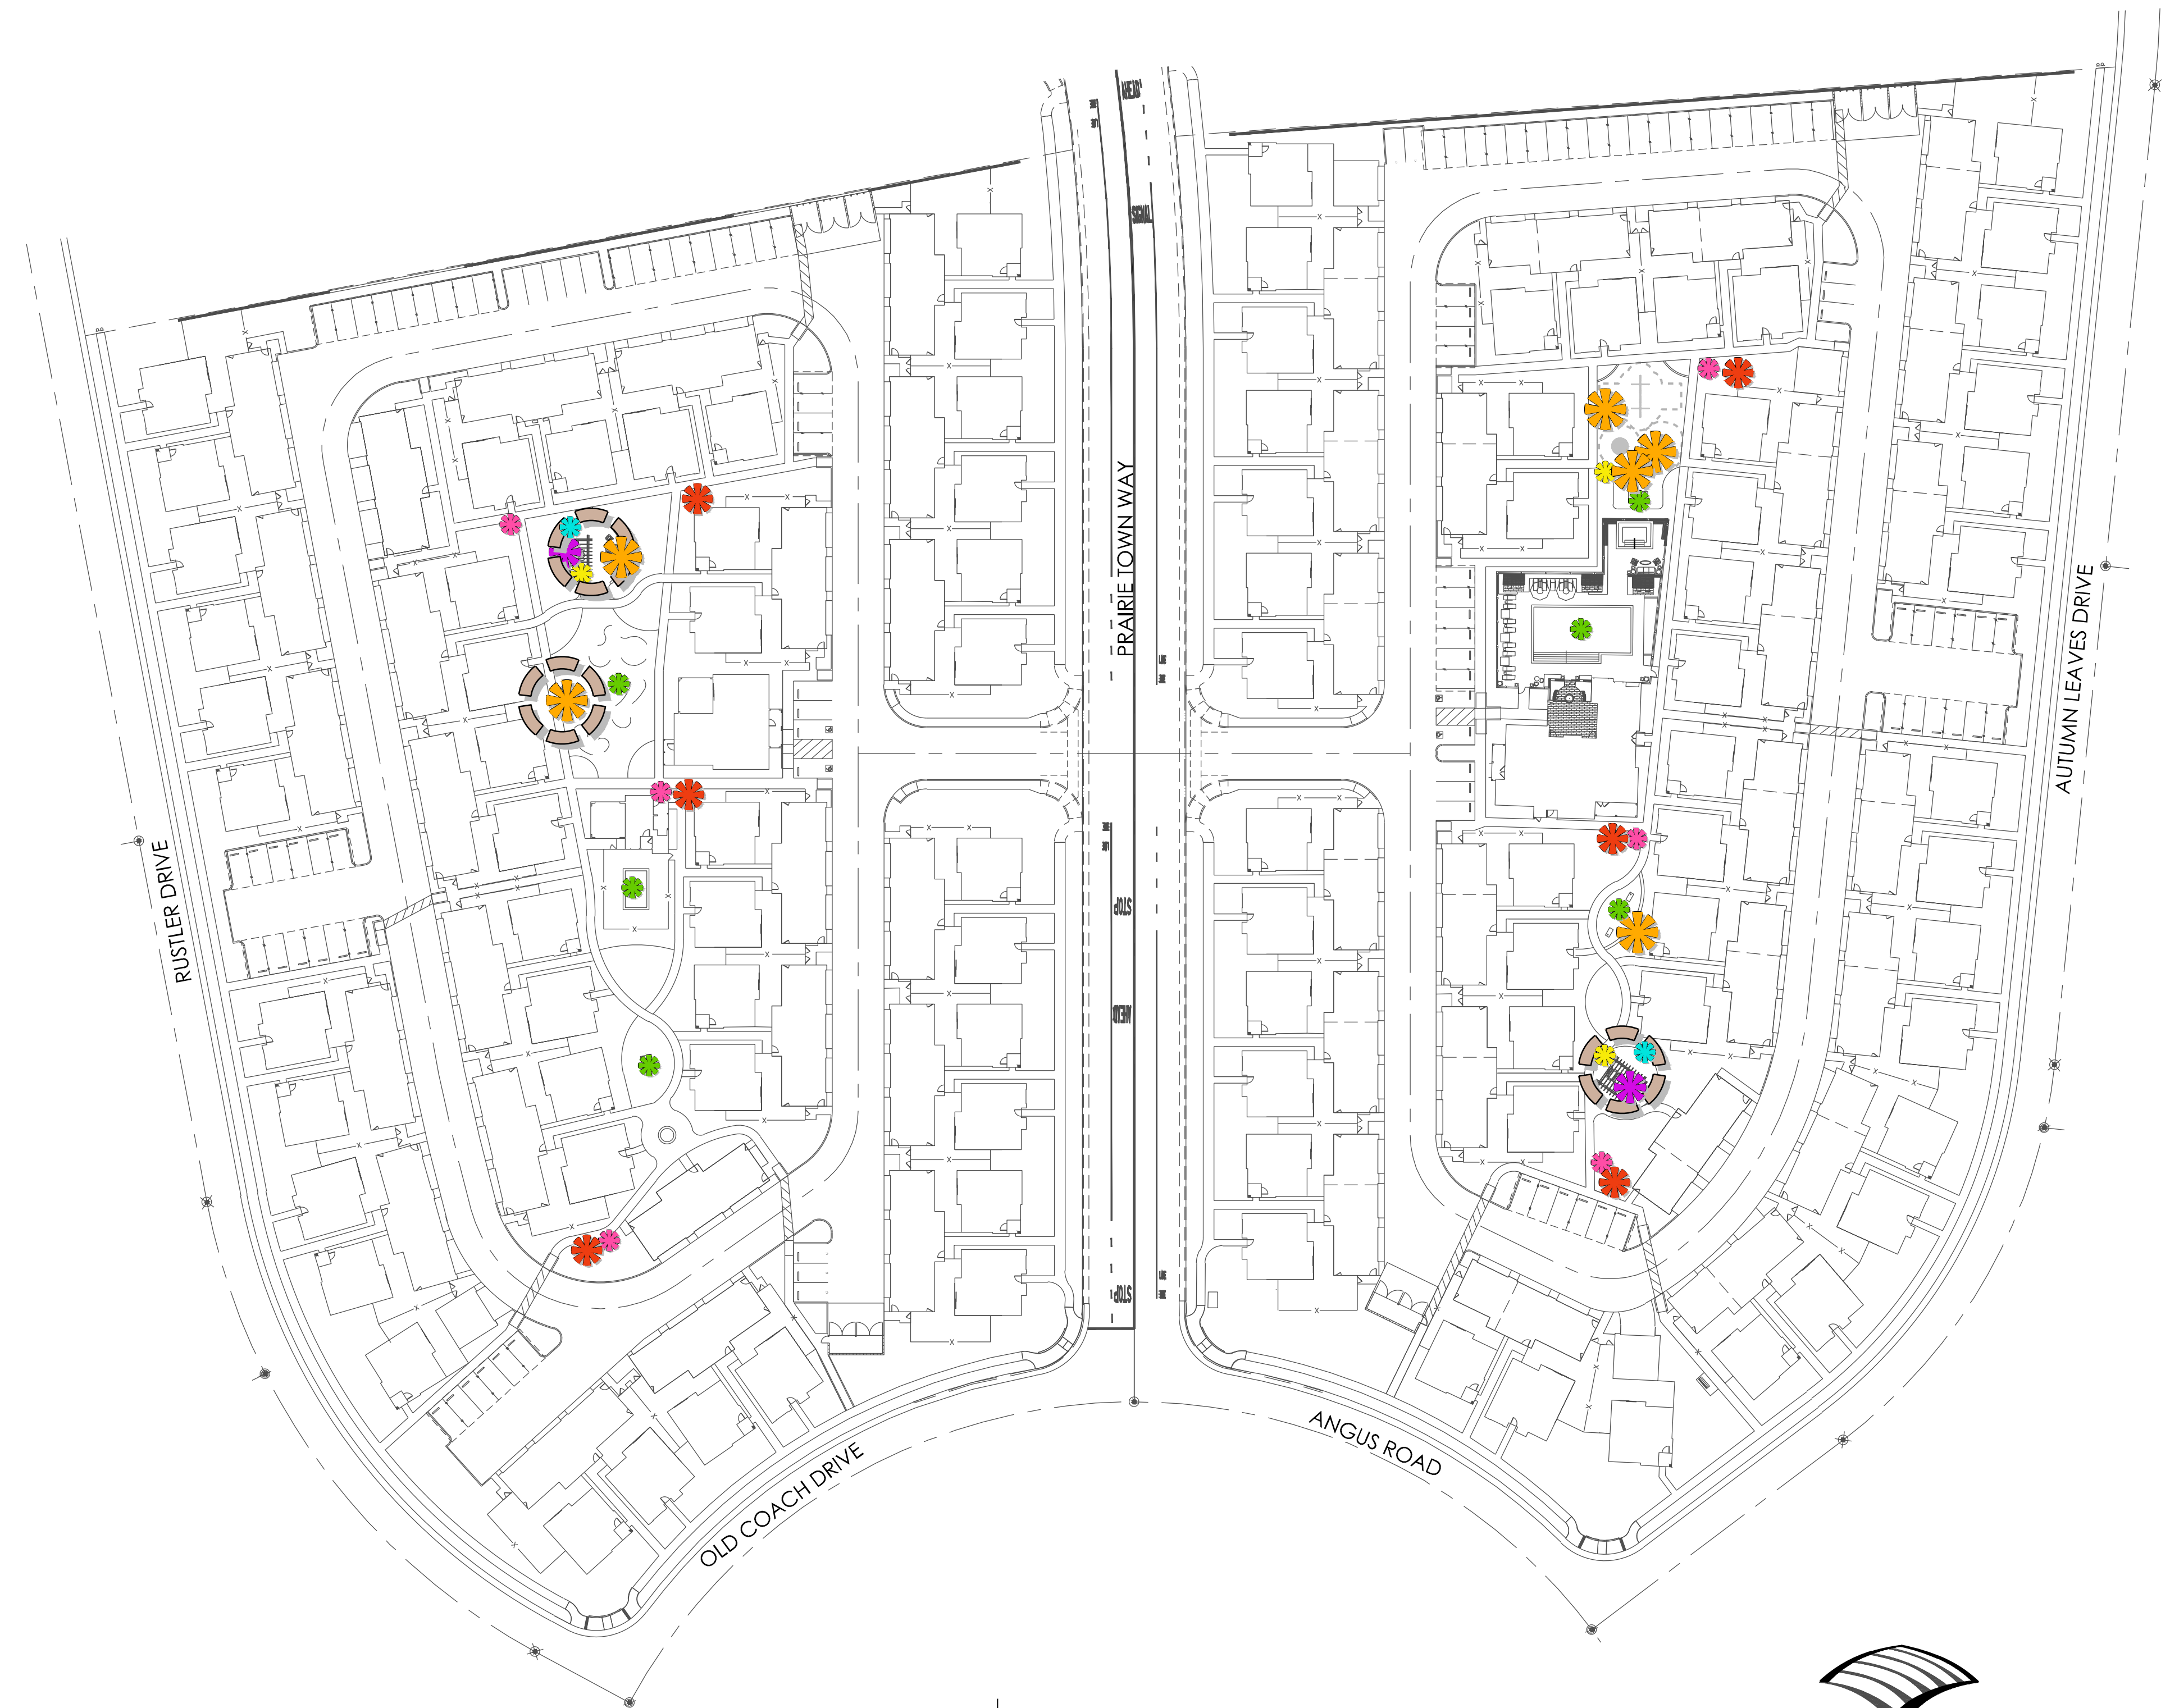 AHEAD
SIGNAL
PRAIRIE TOWN WAY
AUTUMN LEAVES DRIVE
RUSTLER DRIVE
STOP
AHEAD
STOP
ANGUS ROAD
OLD COACH DRIVE